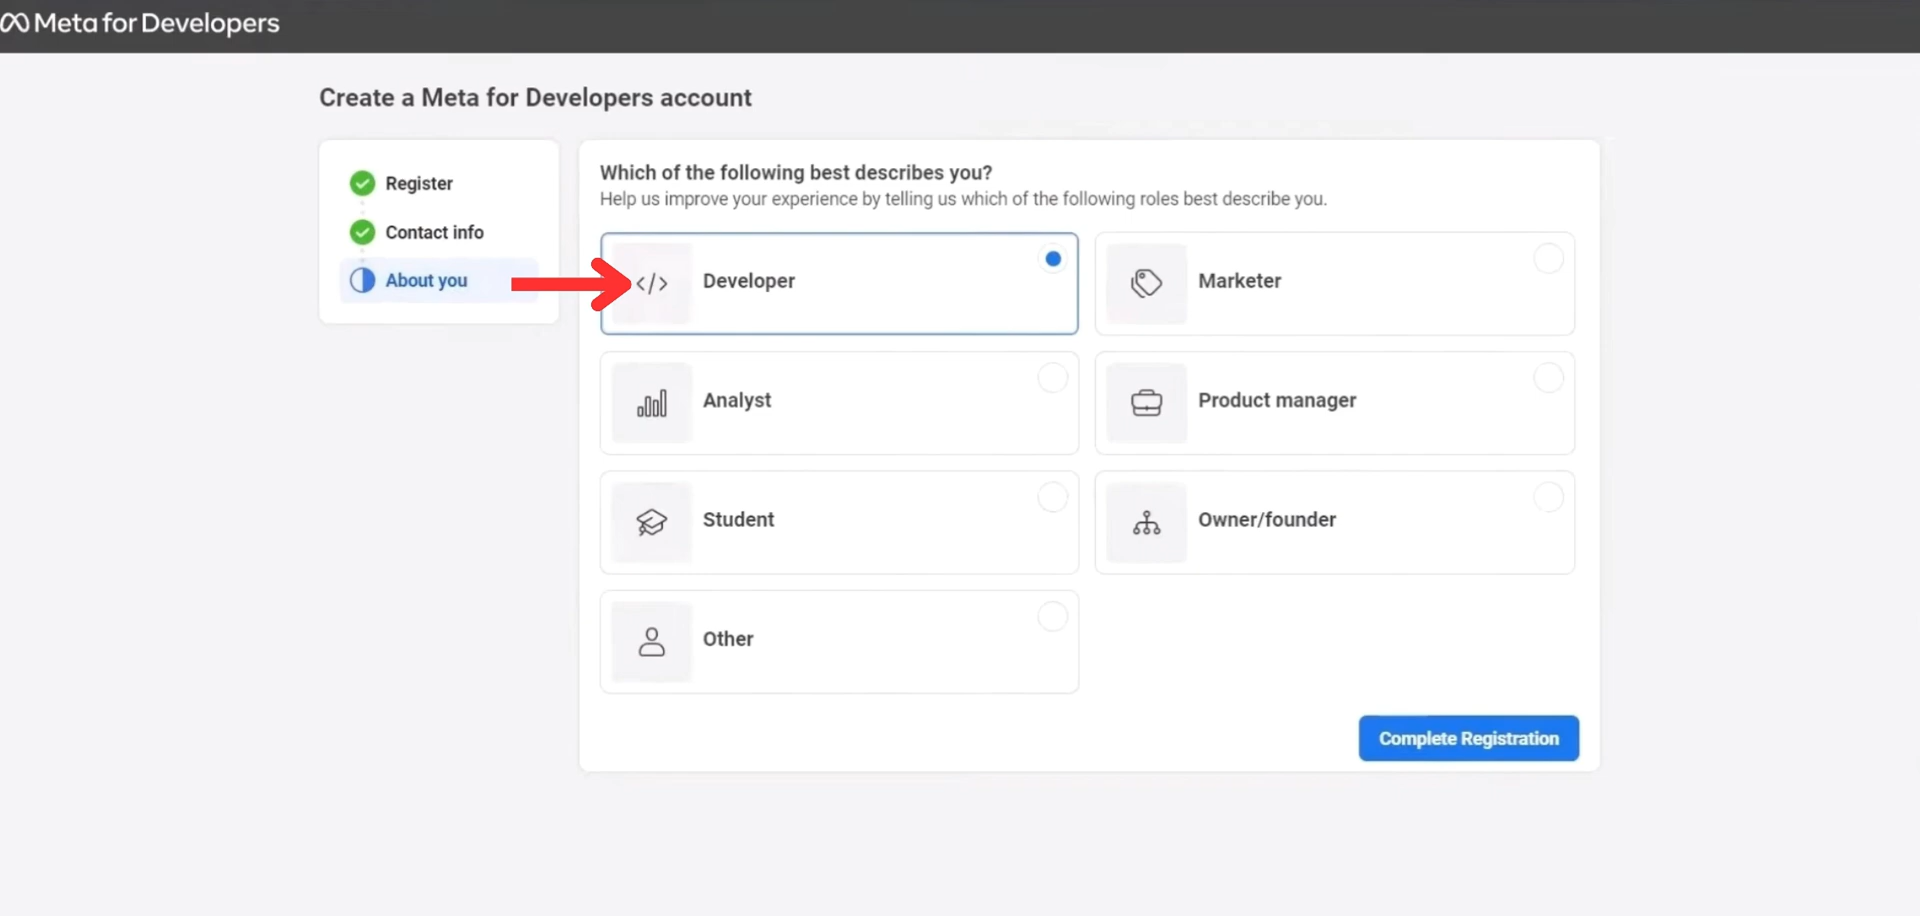 Meta for Developers
Create a Meta for Developers account
Register
Contact info
About you
Which of the following best describes you?
Help us improve your experience by telling us which of the following roles best describe you.
</> Developer
Marketer
Analyst
Product manager
Student
Owner/founder
Other
Complete Registration